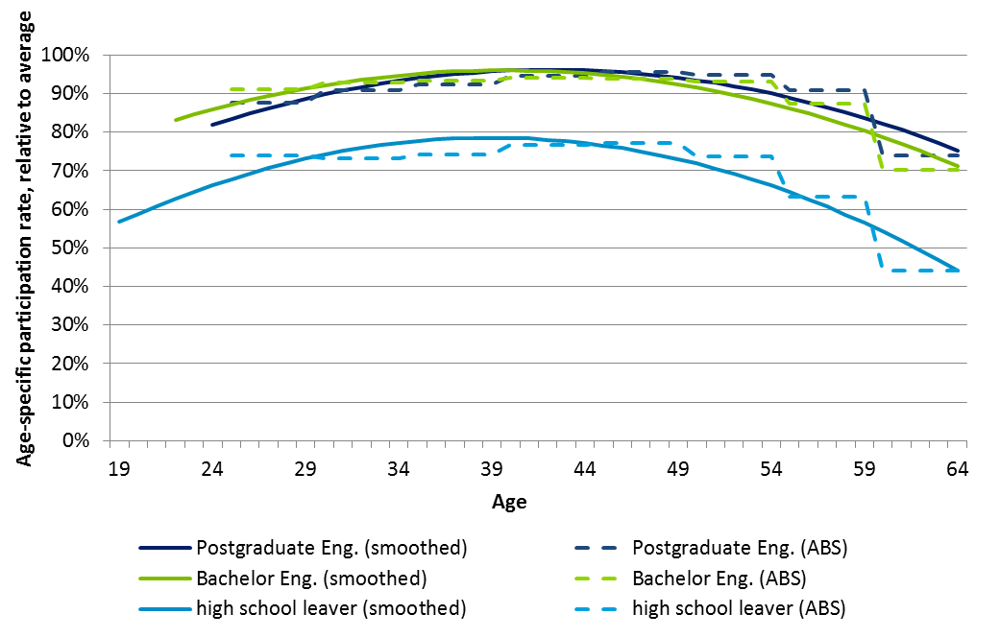 Age-specific participation rate, relative to average
100%
90%
80%
70%
60%
50%
40%
30%
20%
10%
0%
19 24 29 34 39 44 49 54 59 64
Age
Postgraduate Eng. (smoothed) Postgraduate Eng. (ABS)
Bachelor Eng. (smoothed) Bachelor Eng. (ABS)
high school leaver (smoothed) high school leaver (ABS)